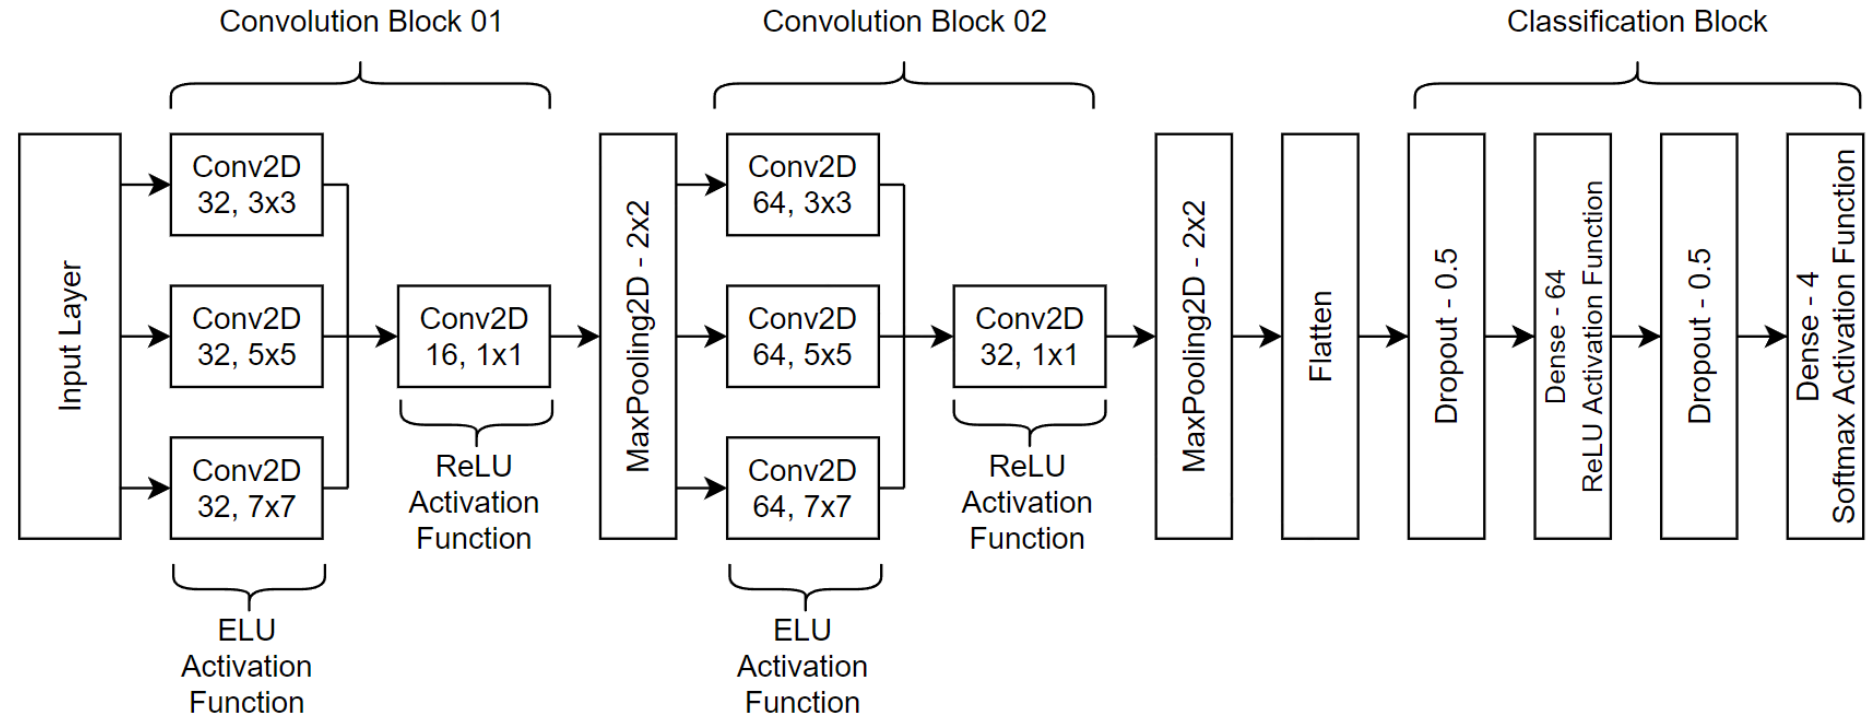 Convolution Block 01
Convolution Block 02
Classification Block
Input Layer
Conv2D
32, 3x3
Conv2D
32, 5x5
Conv2D
32, 7x7
ELU
Activation
Function
Conv2D
16, 1x1
ReLU
Activation
Function
MaxPooling2D - 2x2
Conv2D
64, 3x3
Conv2D
64, 5x5
Conv2D
64, 7x7
ELU
Activation
Function
Conv2D
32, 1x1
ReLU
Activation
Function
MaxPooling2D - 2x2
Flatten
Dropout - 0.5
Dense - 64
ReLU Activation Function
Dropout - 0.5
Dense - 4
Softmax Activation Function